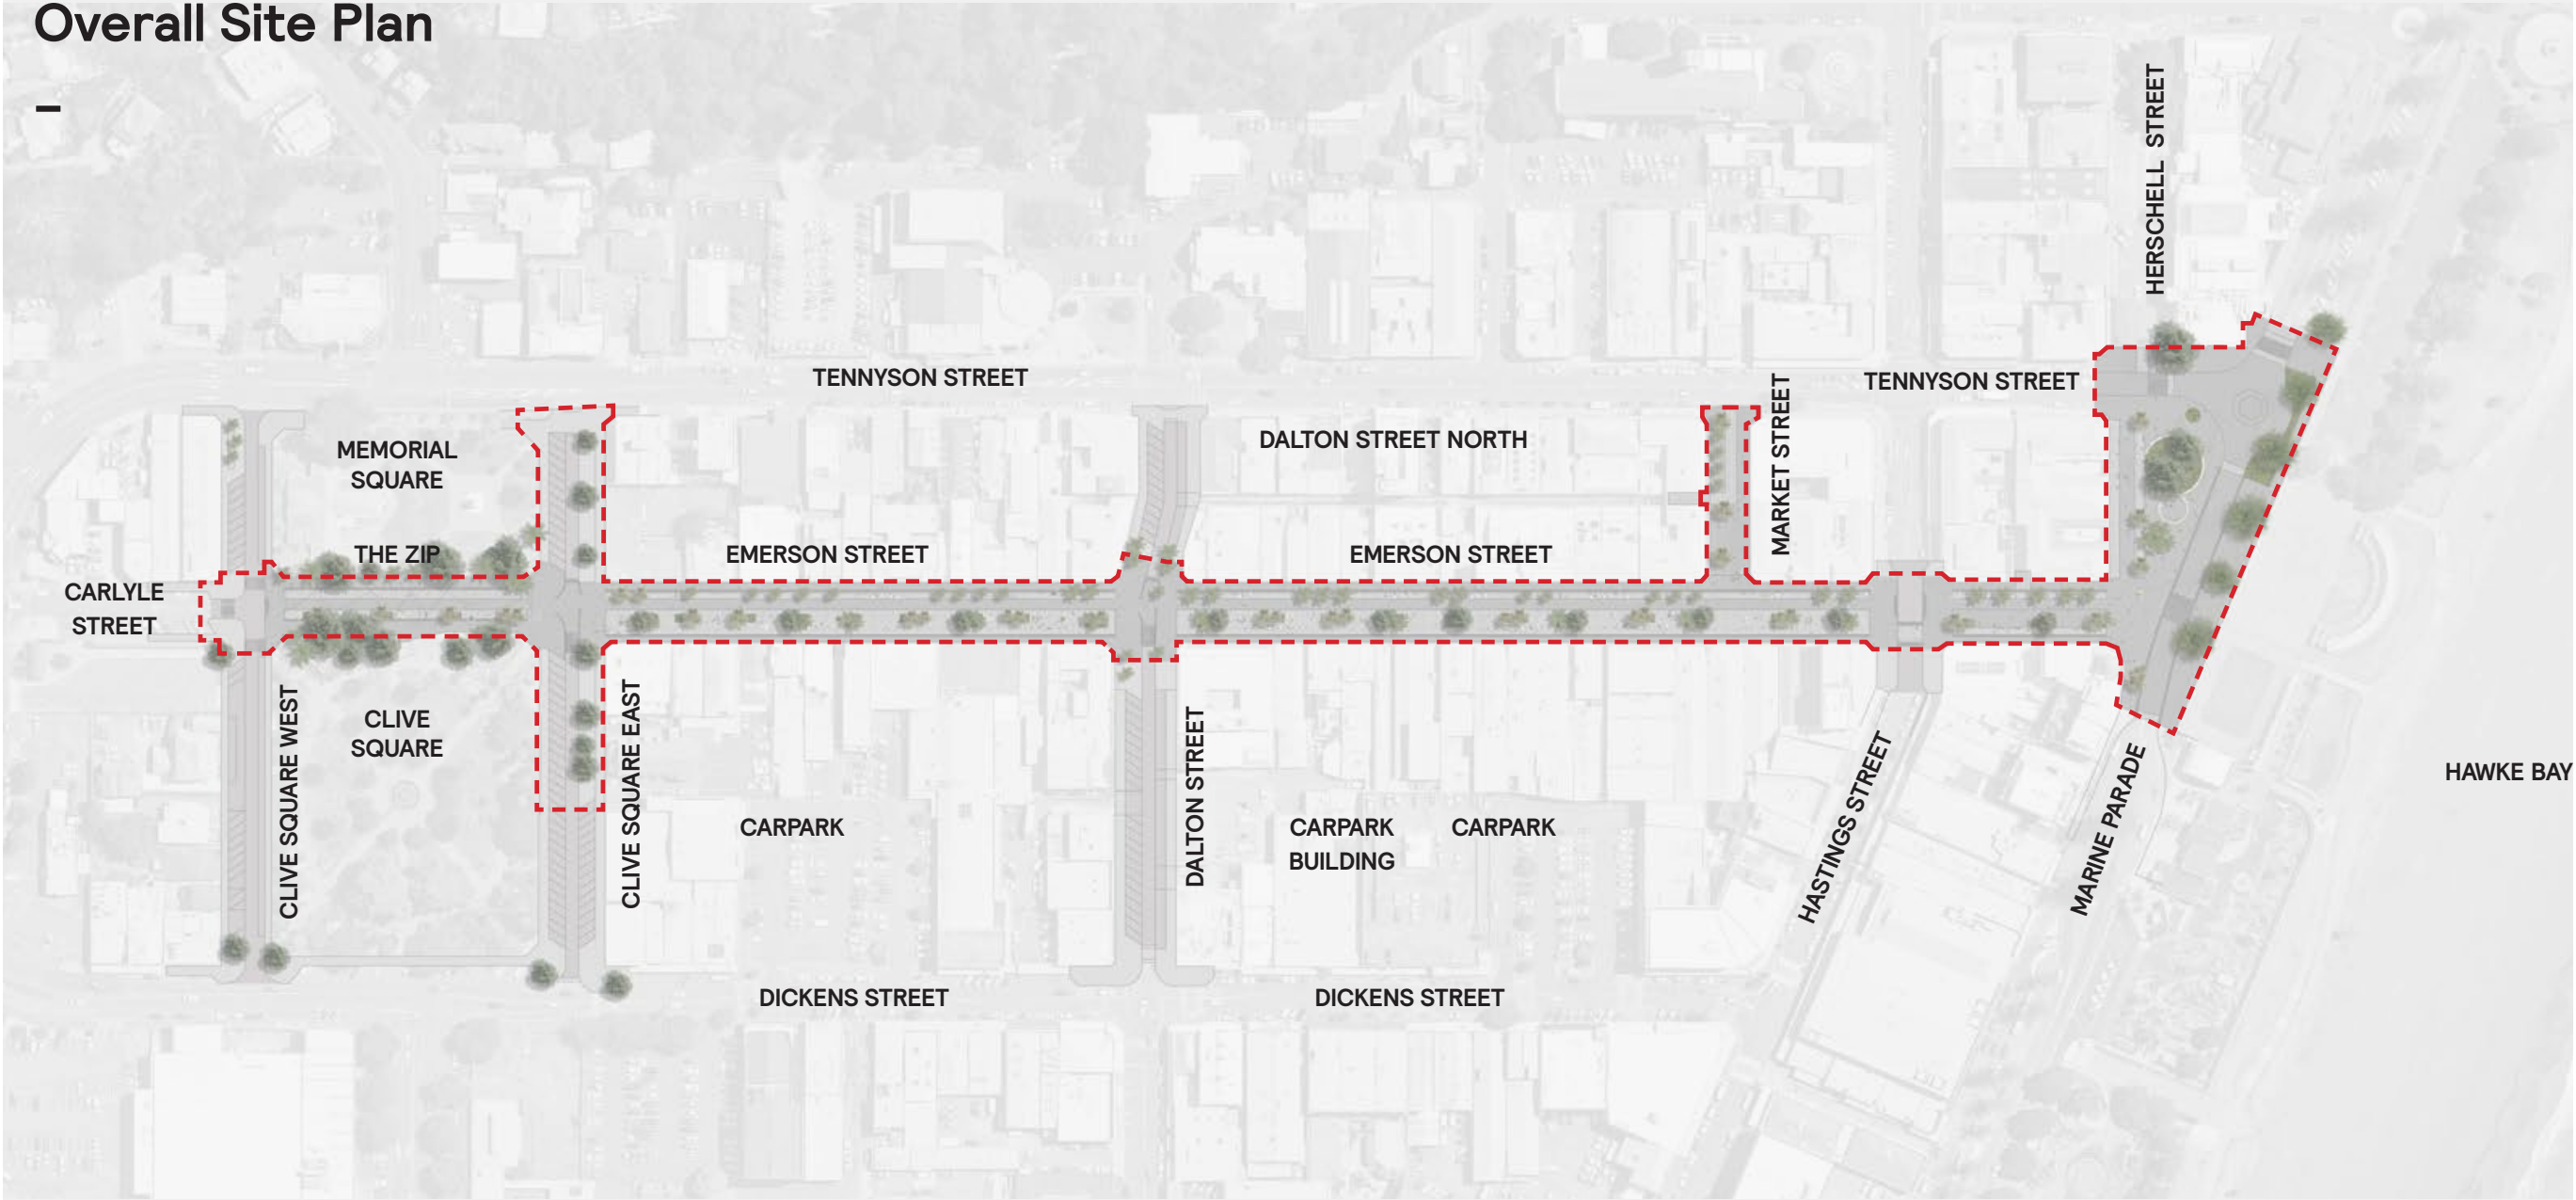 Overall Site Plan
–
HERSCHELL STREET
TENNYSON STREET
TENNYSON STREET
MEMORIAL
SQUARE
DALTON STREET NORTH
MARKET STREET
THE ZIP
EMERSON STREET
EMERSON STREET
CARLYLE
STREET
CLIVE SQUARE WEST
CLIVE
SQUARE
CLIVE SQUARE EAST
DALTON STREET
HASTINGS STREET
MARINE PARADE
HAWKE BAY
CARPARK
CARPARK
BUILDING
CARPARK
DICKENS STREET
DICKENS STREET